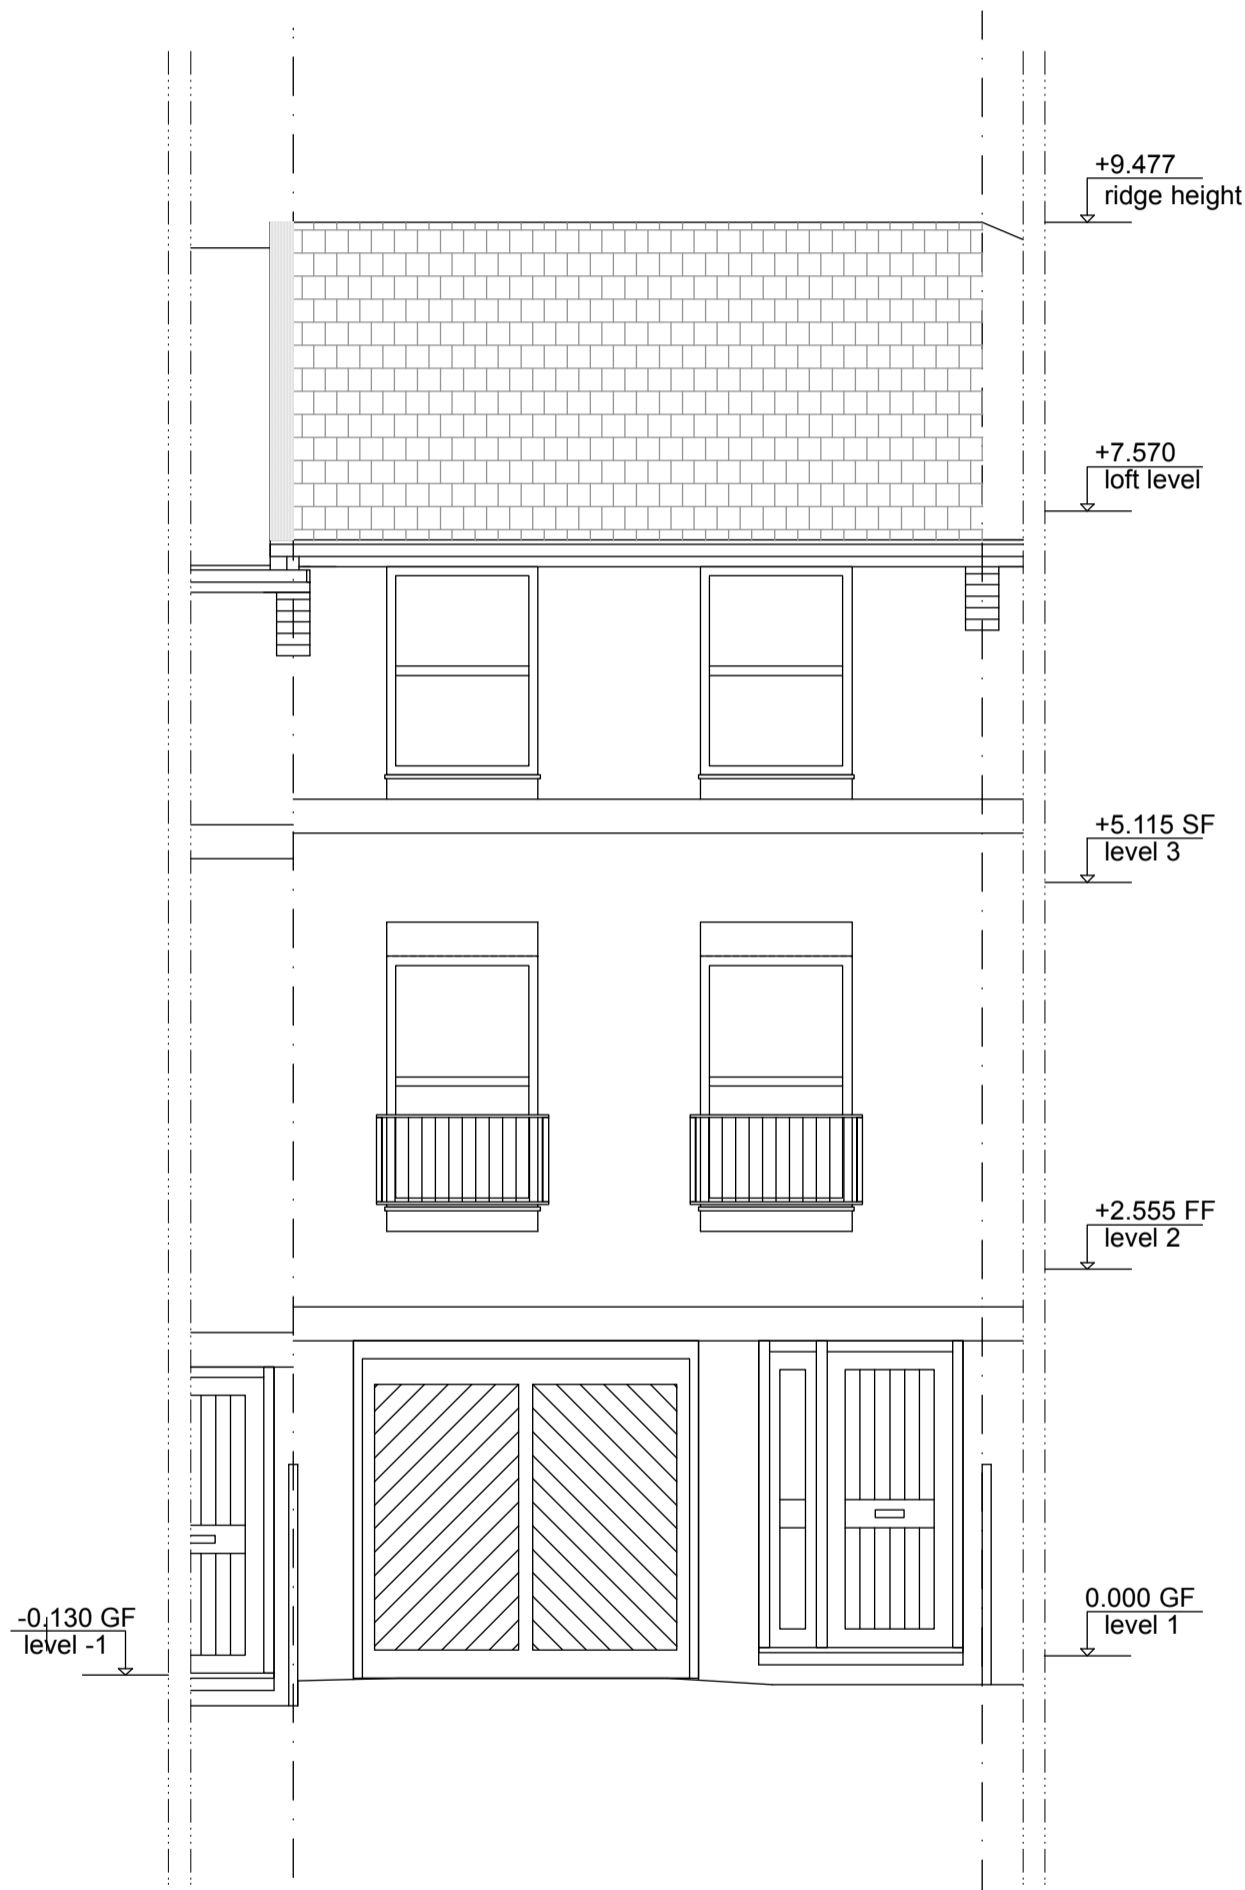 +9.477
ridge height
+7.570
loft level
+5.115 SF
level 3
+2.555 FF
level 2
0.000 GF
level 1
-0.130 GF
level -1